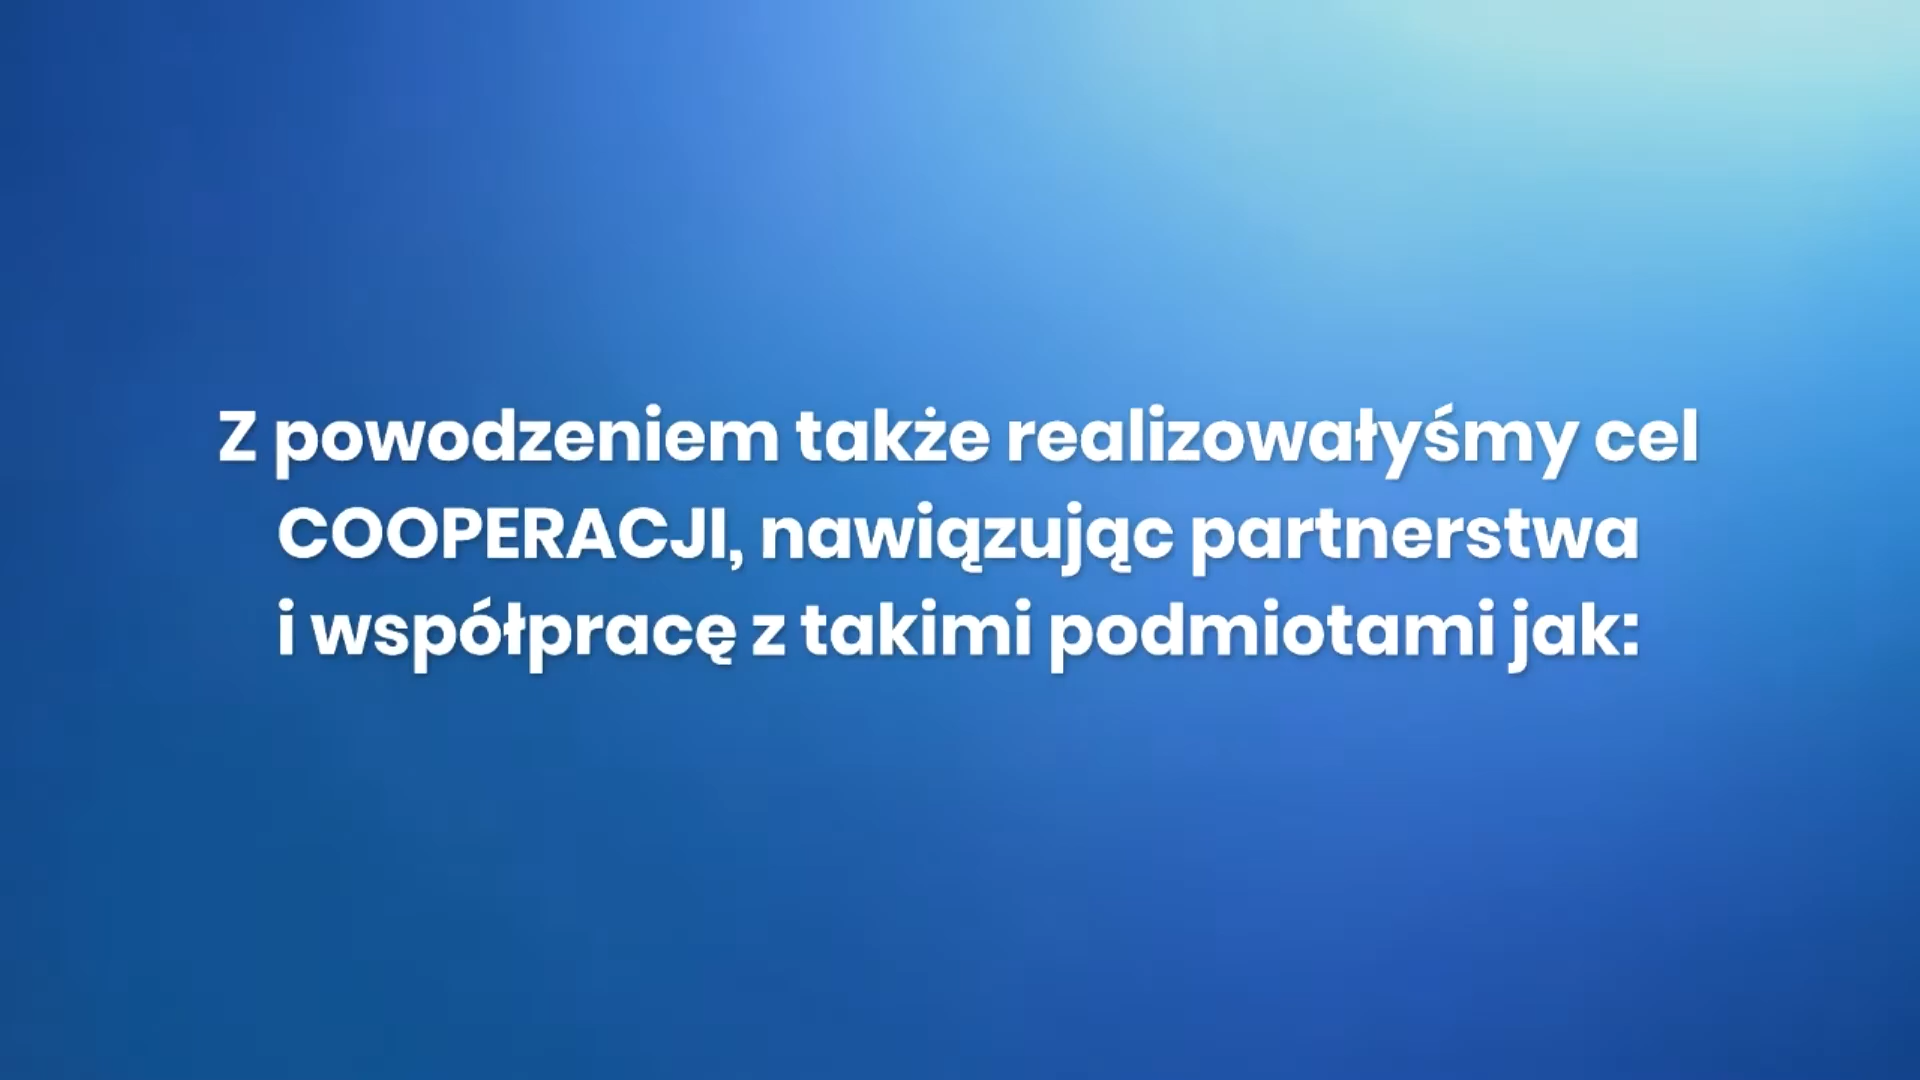 Z powodzeniem także realizowałyśmy cel
COOPERACJI, nawiązując partnerstwa
i współpracę z takimi podmiotami jak: